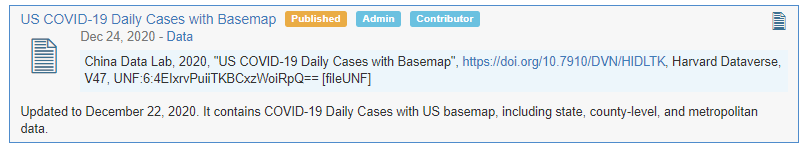 US COVID-19 Daily Cases with Basemap Published Admin Contributor
Dec 24, 2020 - Data
China Data Lab, 2020, "US COVID-19 Daily Cases with Basemap", https://doi.org/10.7910/DVN/HIDLTK, Harvard Dataverse,
V47, UNF:6:4EIxrvPuiiTKBCxzWoiRpQ== [fileUNF]
Updated to December 22, 2020. It contains COVID-19 Daily Cases with US basemap, including state, county-level, and metropolitan
data.